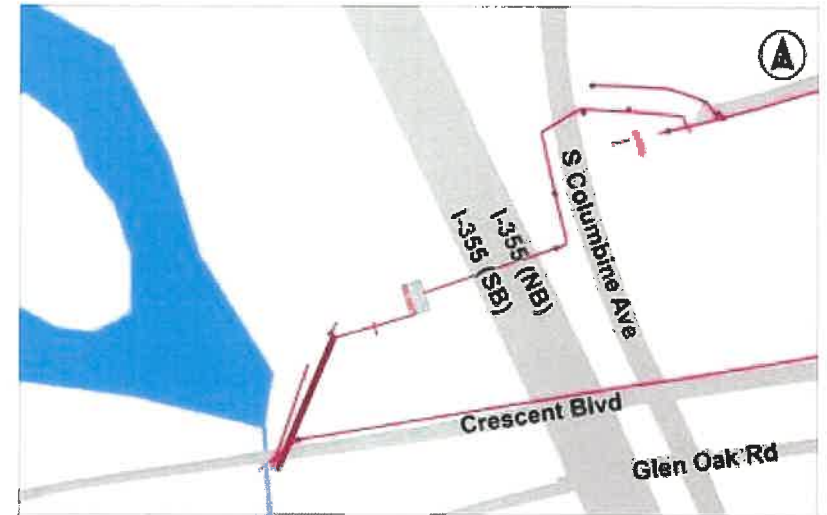 S Columbine Ave
I-355 (NB)
I-355 (SB)
Crescent Blvd
Glen Oak Rd